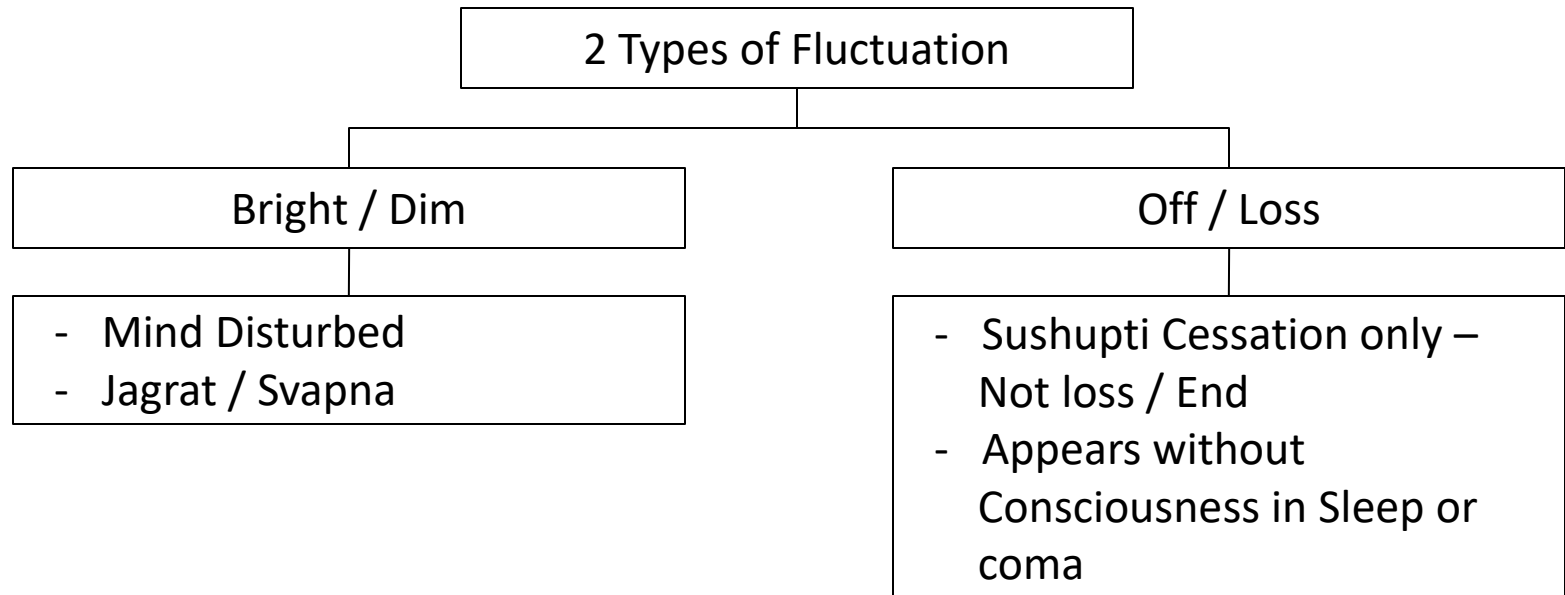 2 Types of Fluctuation
Bright / Dim
- Mind Disturbed
- Jagrat / Svapna
Off / Loss
- Sushupti Cessation only –
Not loss / End
- Appears without
Consciousness in Sleep or
coma